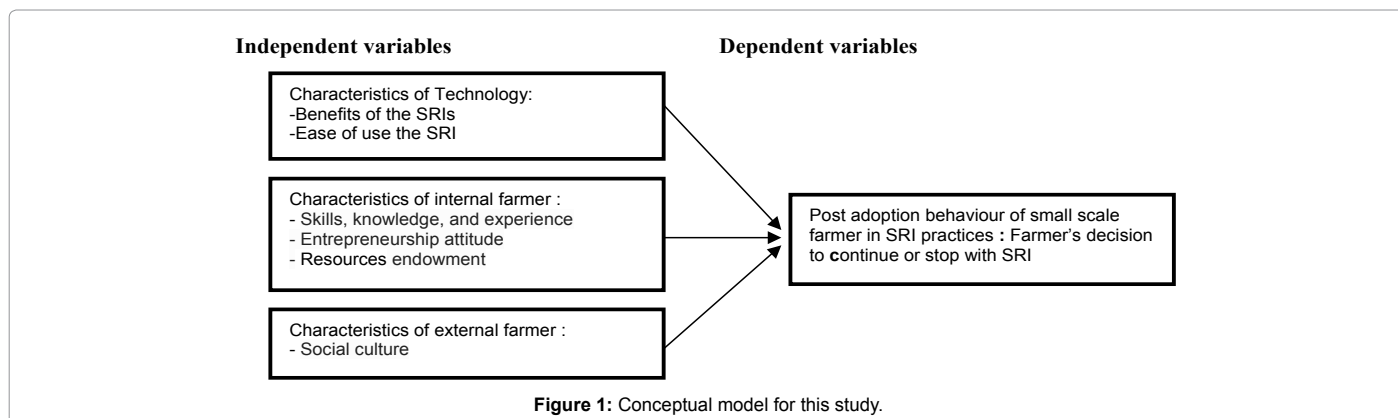 Independent variables
Dependent variables
Characteristics of Technology:
-Benefits of the SRIs
-Ease of use the SRI
Characteristics of internal farmer :
- Skills, knowledge, and experience
- Entrepreneurship attitude
- Resources endowment
Characteristics of external farmer :
- Social culture
Post adoption behaviour of small scale
farmer in SRI practices : Farmer's decision
to continue or stop with SRI
Figure 1: Conceptual model for this study.